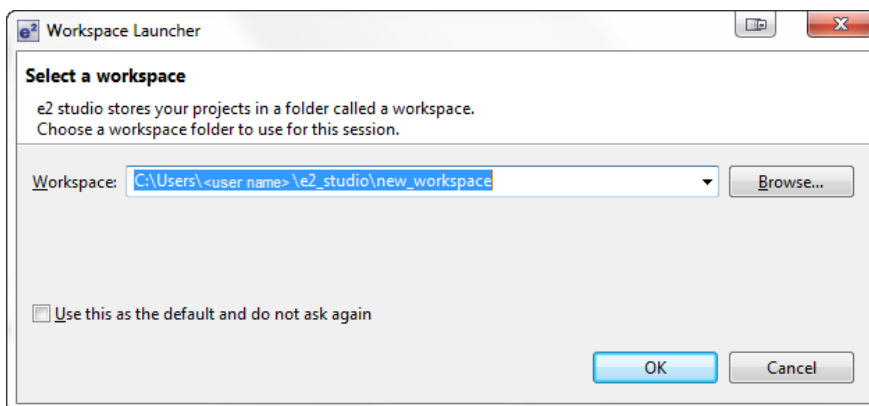 e² Workspace Launcher
Select a workspace
e2 studio stores your projects in a folder called a workspace.
Choose a workspace folder to use for this session.
Workspace: C:\Users\<user name>\e2_studio\new_workspace Browse...
Use this as the default and do not ask again
OK Cancel